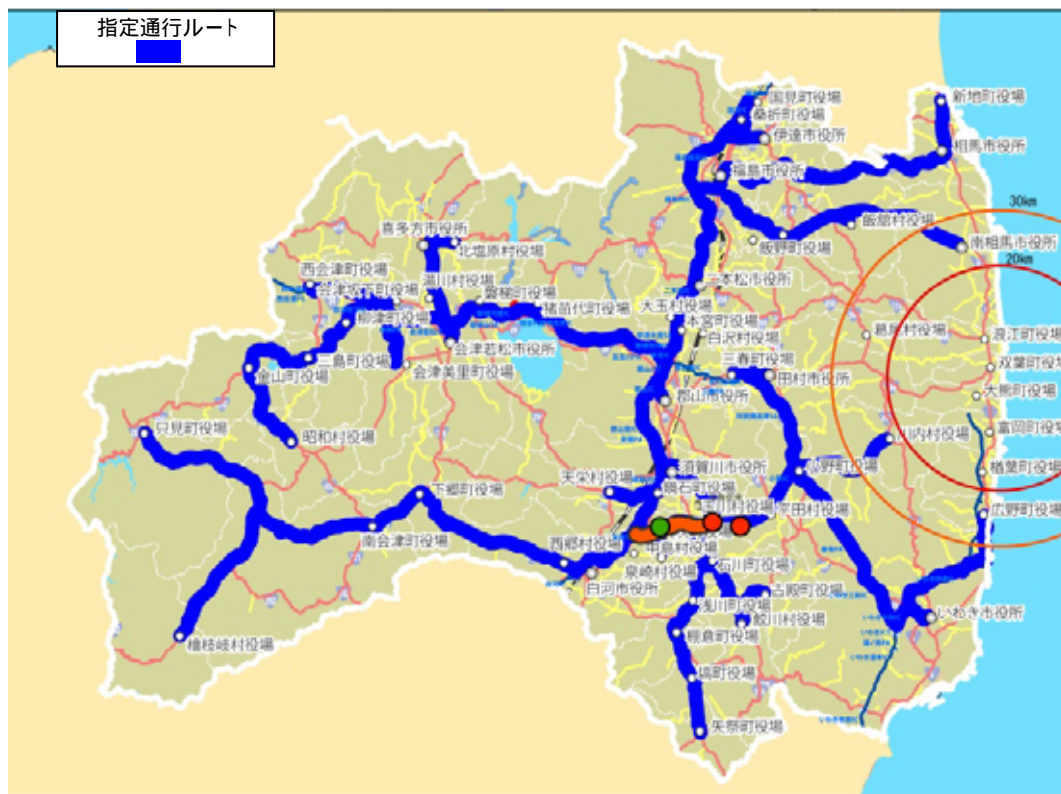 指定通行ルート
国見町役場
桑折町役場
伊達市役所
新地町役場
相馬市役所
福島市役所
30km
飯舘村役場
飯野町役場
南相馬市役所
20km
喜多方市役所
北塩原村役場
西会津町役場
会津坂下町役場
湯川村役場
磐梯町役場
猪苗代町役場
二本松市役所
大玉村役場
本宮町役場
白沢村役場
葛尾村役場
浪江町役場
双葉町役場
大熊町役場
柳津町役場
三島町役場
会津若松市役所
会津美里町役場
金山町役場
三春町役場
田村市役所
郡山市役所
只見町役場
昭和村役場
川内村役場
富岡町役場
楢葉町役場
広野町役場
天栄村役場
須賀川市役所
鏡石町役場
小野町役場
下郷町役場
玉川村役場
平田村役場
南会津町役場
西郷村役場
中島村役場
泉崎村役場
白河市役所
石川町役場
古殿町役場
浅川町役場
鮫川村役場
いわき市役所
棚倉町役場
檜枝岐村役場
塙町役場
矢祭町役場